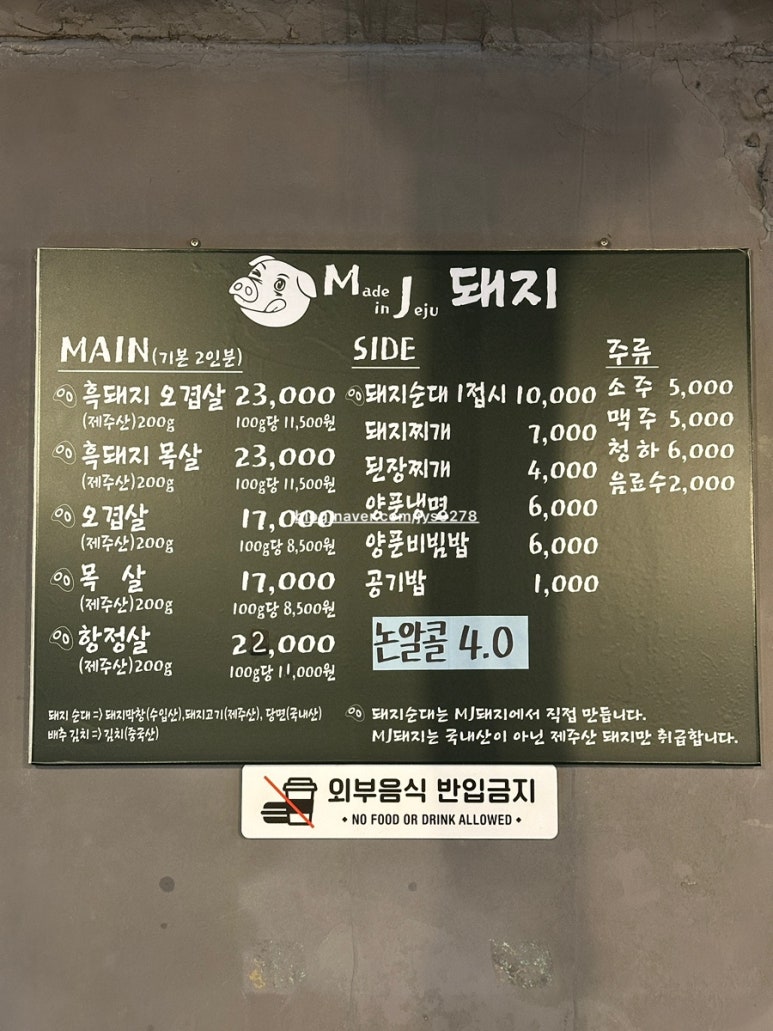 Made in Jeju 돼지
MAIN(기본 2인분)
흑돼지 오겹살 23,000
(제주산)200g 100g당 11,500원
흑돼지 목살 23,000
(제주산)200g 100g당 11,500원
오겹살 17,000
(제주산)200g 100g당 8,500원
목 살 17,000
(제주산)200g 100g당 8,500원
항정살 22,000
(제주산)200g 100g당 11,000원
SIDE
돼지순대 1접시 10,000
돼지찌개 7,000
된장찌개 4,000
양푼냉면 6,000
양푼비빔밥 6,000
공기밥 1,000
논알콜 4.0
주류
소주 5,000
맥주 5,000
청하 6,000
음료수 2,000
돼지 순대 => 돼지막창(수입산),돼지고기(제주산), 당면(국내산)
배추 김치 => 김치(중국산)
돼지순대는 MJ돼지에서 직접 만듭니다.
MJ돼지는 국내산이 아닌 제주산 돼지만 취급합니다.
외부음식 반입금지
• NO FOOD OR DRINK ALLOWED •